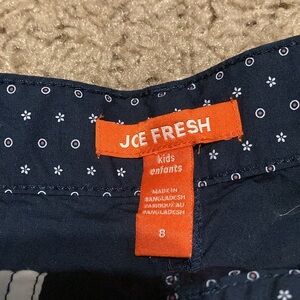 JOE FRESH
kids
enfants
MADE IN
BANGLADESH
FABRIQUÉ AU
BANGLADESH
8